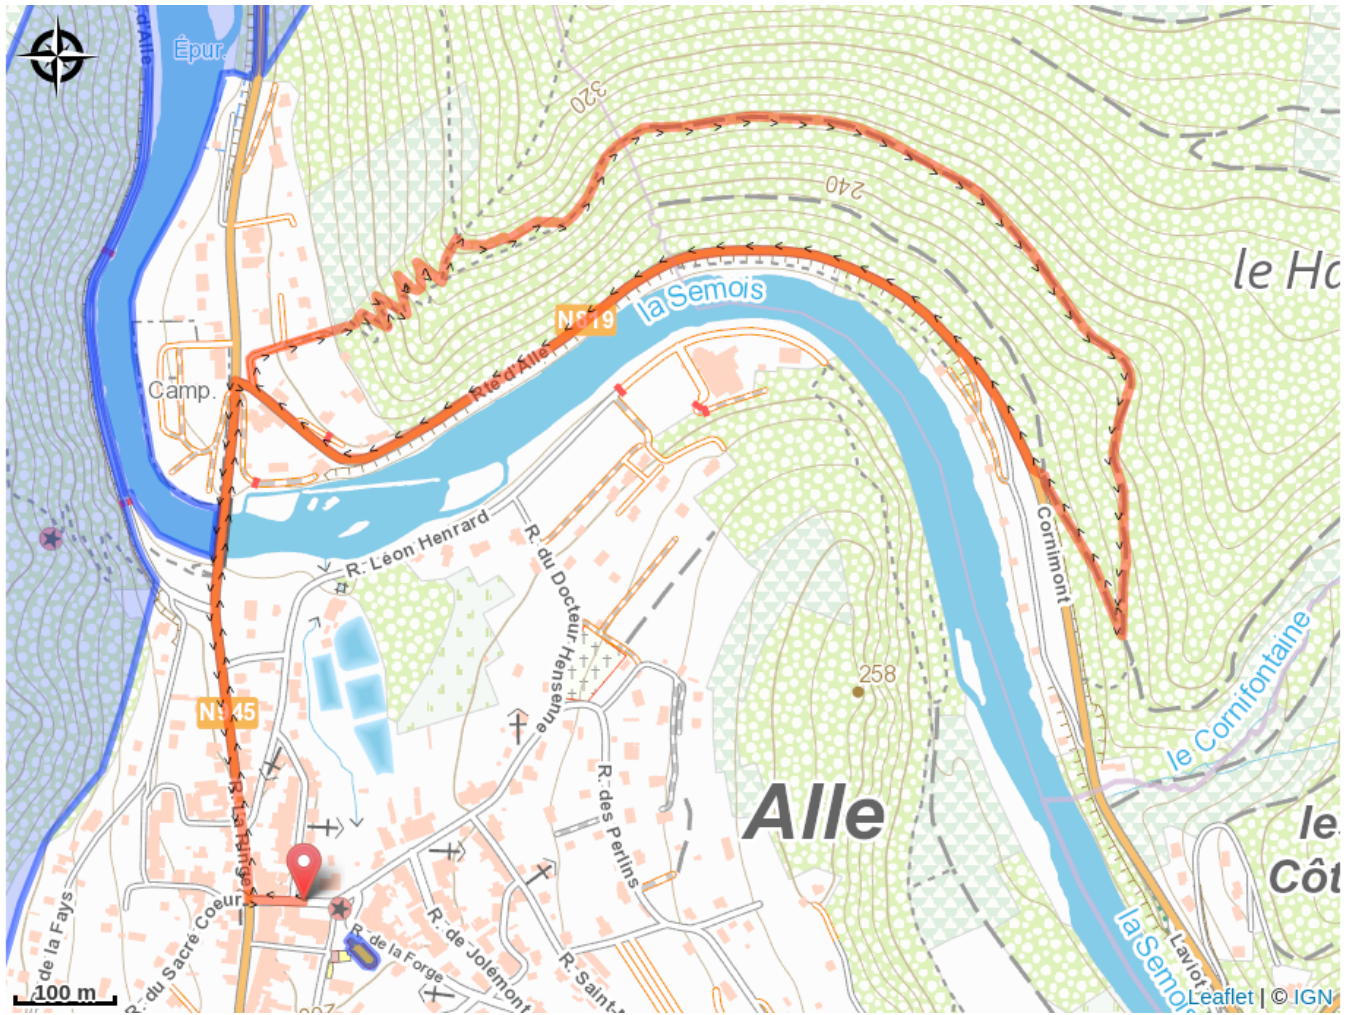 d'Alle
Épur.
320
240
le Ha
la Semois
N819
Rte d'Alle
Camp.
R. Léon Henrard
R. du Docteur Hensenne
Cornimont
258
le Cornifontaine
N945
R. La Ringe
R. des Perlins
Alle
le
Côt
R. du Sacré Coeur
de la Fays
R. de la Forge
R. de Jolémont
R. Saint-
la Semois
Laviot
100 m
Leaflet | © IGN